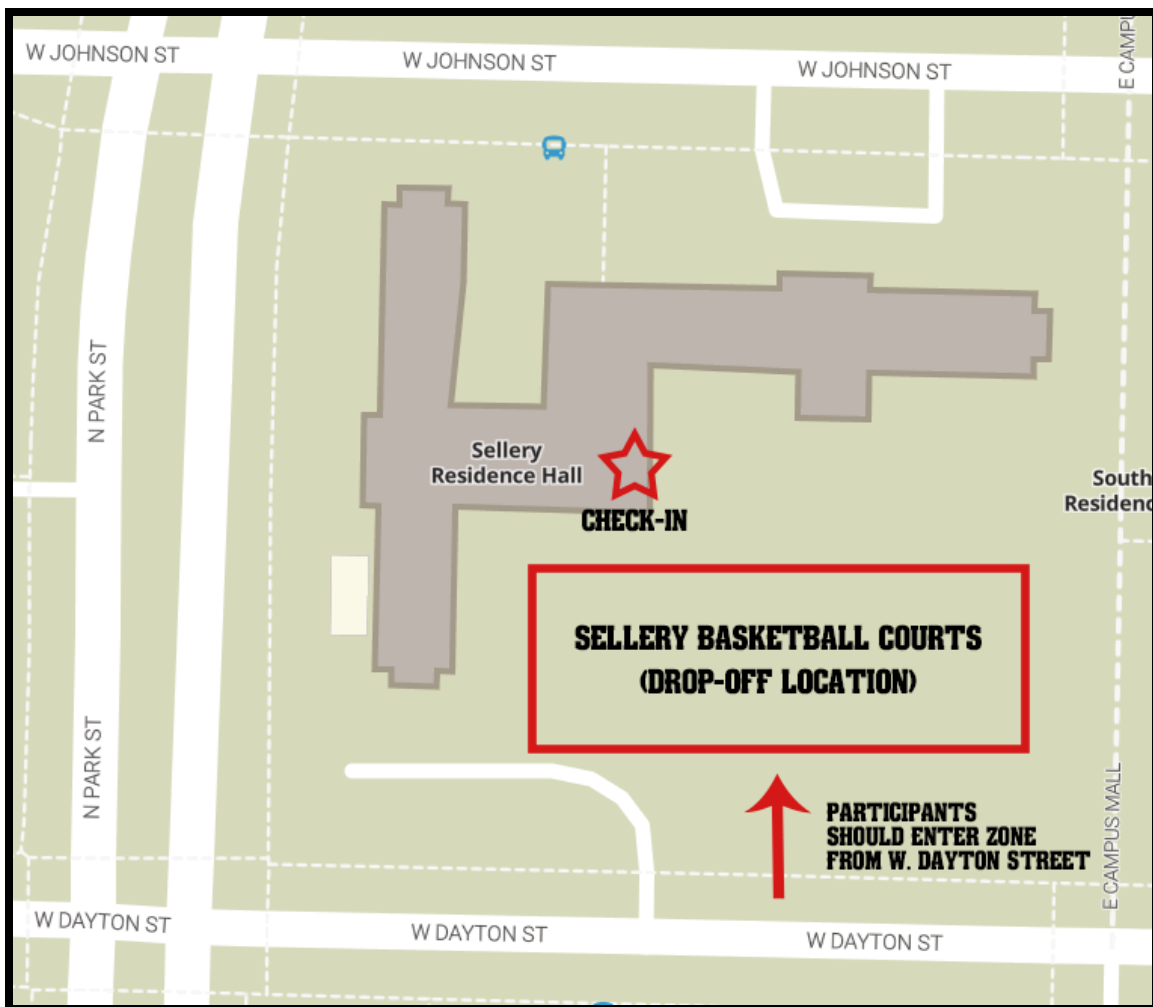 W JOHNSON ST
W JOHNSON ST
W JOHNSON ST
E CAMPU
N PARK ST
Sellery
Residence Hall
CHECK-IN
South
Residenc
SELLERY BASKETBALL COURTS
(DROP-OFF LOCATION)
N PARK ST
E CAMPUS MALL
PARTICIPANTS
SHOULD ENTER ZONE
FROM W. DAYTON STREET
W DAYTON ST
W DAYTON ST
W DAYTON ST